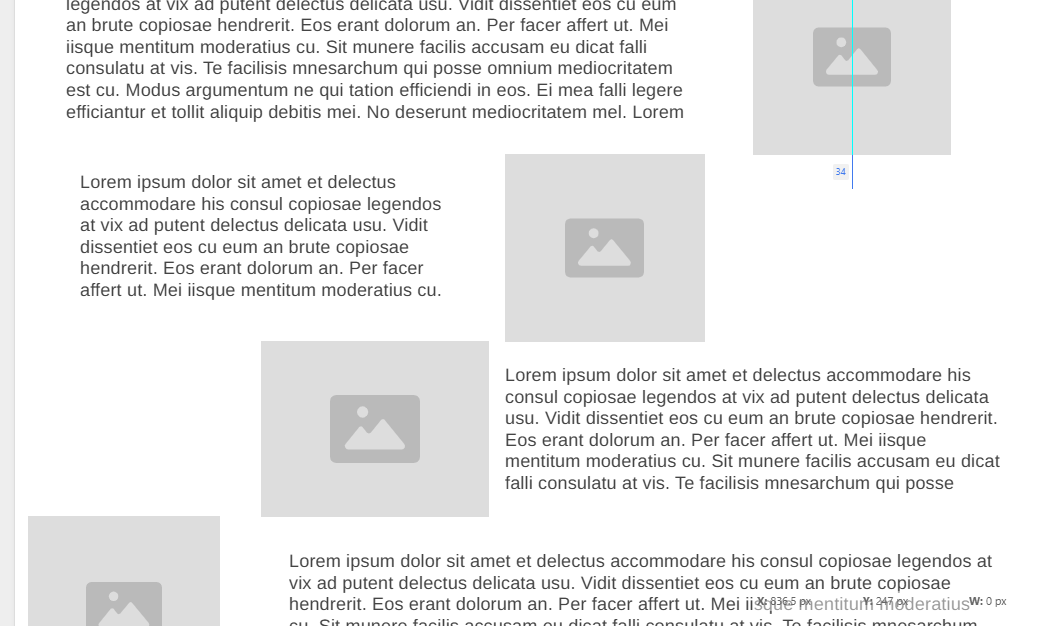 legendos at vix ad putent delectus delicata usu. Vidit dissentiet eos cu eum
an brute copiosae hendrerit. Eos erant dolorum an. Per facer affert ut. Mei
iisque mentitum moderatius cu. Sit munere facilis accusam eu dicat falli
consulatu at vis. Te facilisis mnesarchum qui posse omnium mediocritatem
est cu. Modus argumentum ne qui tation efficiendi in eos. Ei mea falli legere
efficiantur et tollit aliquip debitis mei. No deserunt mediocritatem mel. Lorem
34
Lorem ipsum dolor sit amet et delectus
accommodare his consul copiosae legendos
at vix ad putent delectus delicata usu. Vidit
dissentiet eos cu eum an brute copiosae
hendrerit. Eos erant dolorum an. Per facer
affert ut. Mei iisque mentitum moderatius cu.
Lorem ipsum dolor sit amet et delectus accommodare his
consul copiosae legendos at vix ad putent delectus delicata
usu. Vidit dissentiet eos cu eum an brute copiosae hendrerit.
Eos erant dolorum an. Per facer affert ut. Mei iisque
mentitum moderatius cu. Sit munere facilis accusam eu dicat
falli consulatu at vis. Te facilisis mnesarchum qui posse
Lorem ipsum dolor sit amet et delectus accommodare his consul copiosae legendos at
vix ad putent delectus delicata usu. Vidit dissentiet eos cu eum an brute copiosae
hendrerit. Eos erant dolorum an. Per facer affert ut. Mei iisque mentitum moderatius
X: 836.5 px Y: 247 px W: 0 px
cu. Sit munere facilis accusam eu dicat falli consulatu at vis. Te facilisis mnesarchum